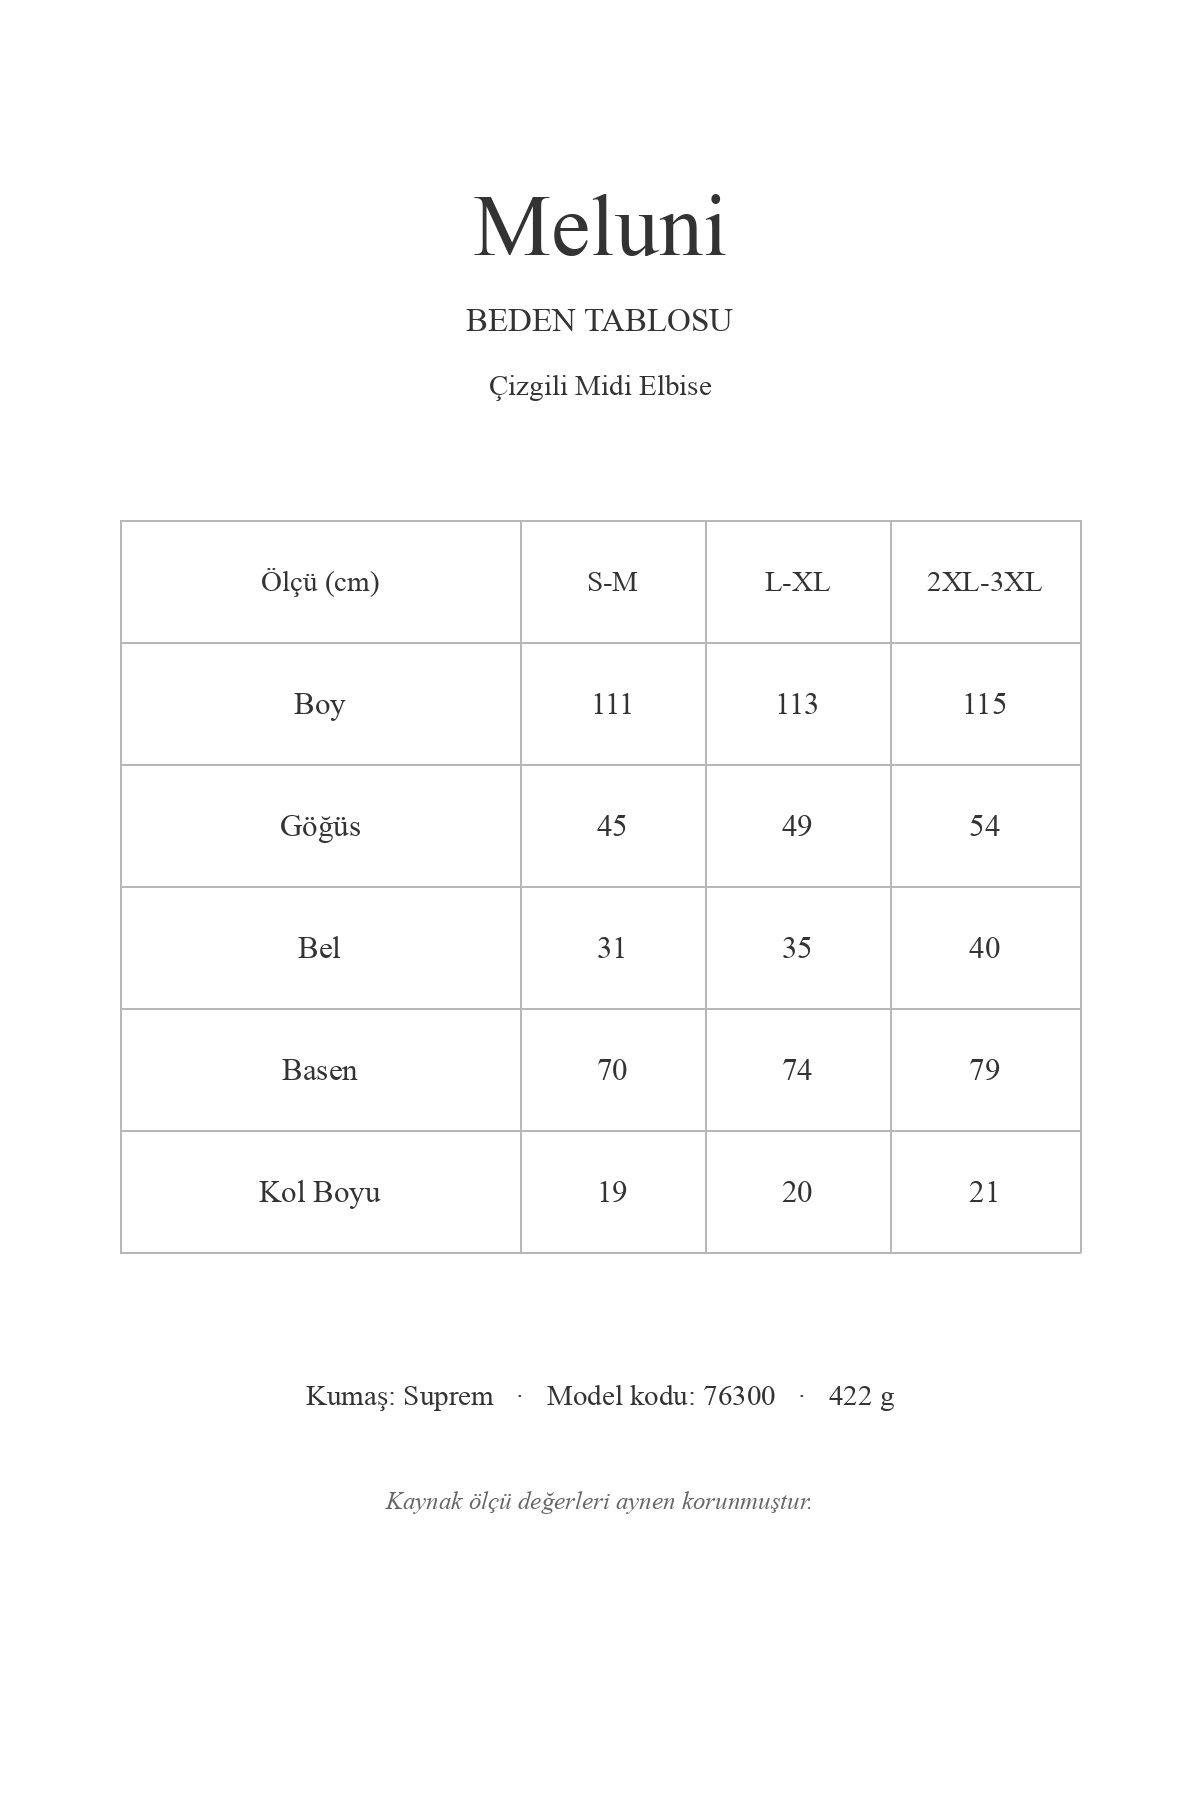 Meluni
BEDEN TABLOSU
Çizgili Midi Elbise
Ölçü (cm) S-M L-XL 2XL-3XL
Boy 111 113 115
Göğüs 45 49 54
Bel 31 35 40
Basen 70 74 79
Kol Boyu 19 20 21
Kumaş: Suprem · Model kodu: 76300 · 422 g
Kaynak ölçü değerleri aynen korunmuştur.